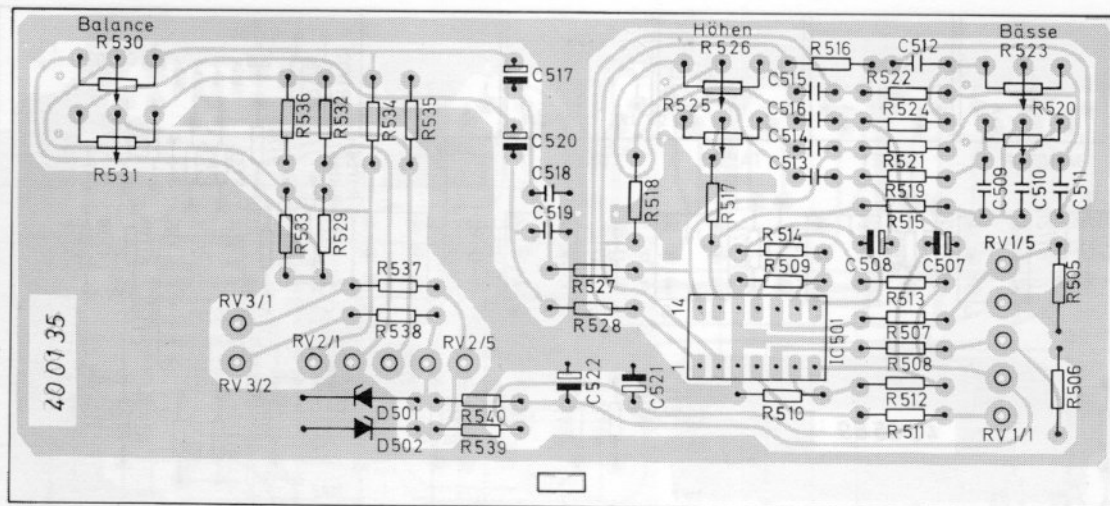 Balance
R530
R531
R536
R532
R534
R535
R533
R529
C517
C520
C518
C519
Höhen
R526
R525
R518
R517
R516
C515
C516
C514
C513
C512
R522
R524
R521
R519
R515
Bässe
R523
R520
C509
C510
C511
R514
R509
C508
C507
RV1/5
R505
R537
R538
RV3/1
RV3/2
RV2/1
RV2/5
R527
R528
14
1
IC501
R513
R507
R508
R512
R511
R510
R506
RV1/1
D501
D502
R540
R539
C522
C521
40 01 35